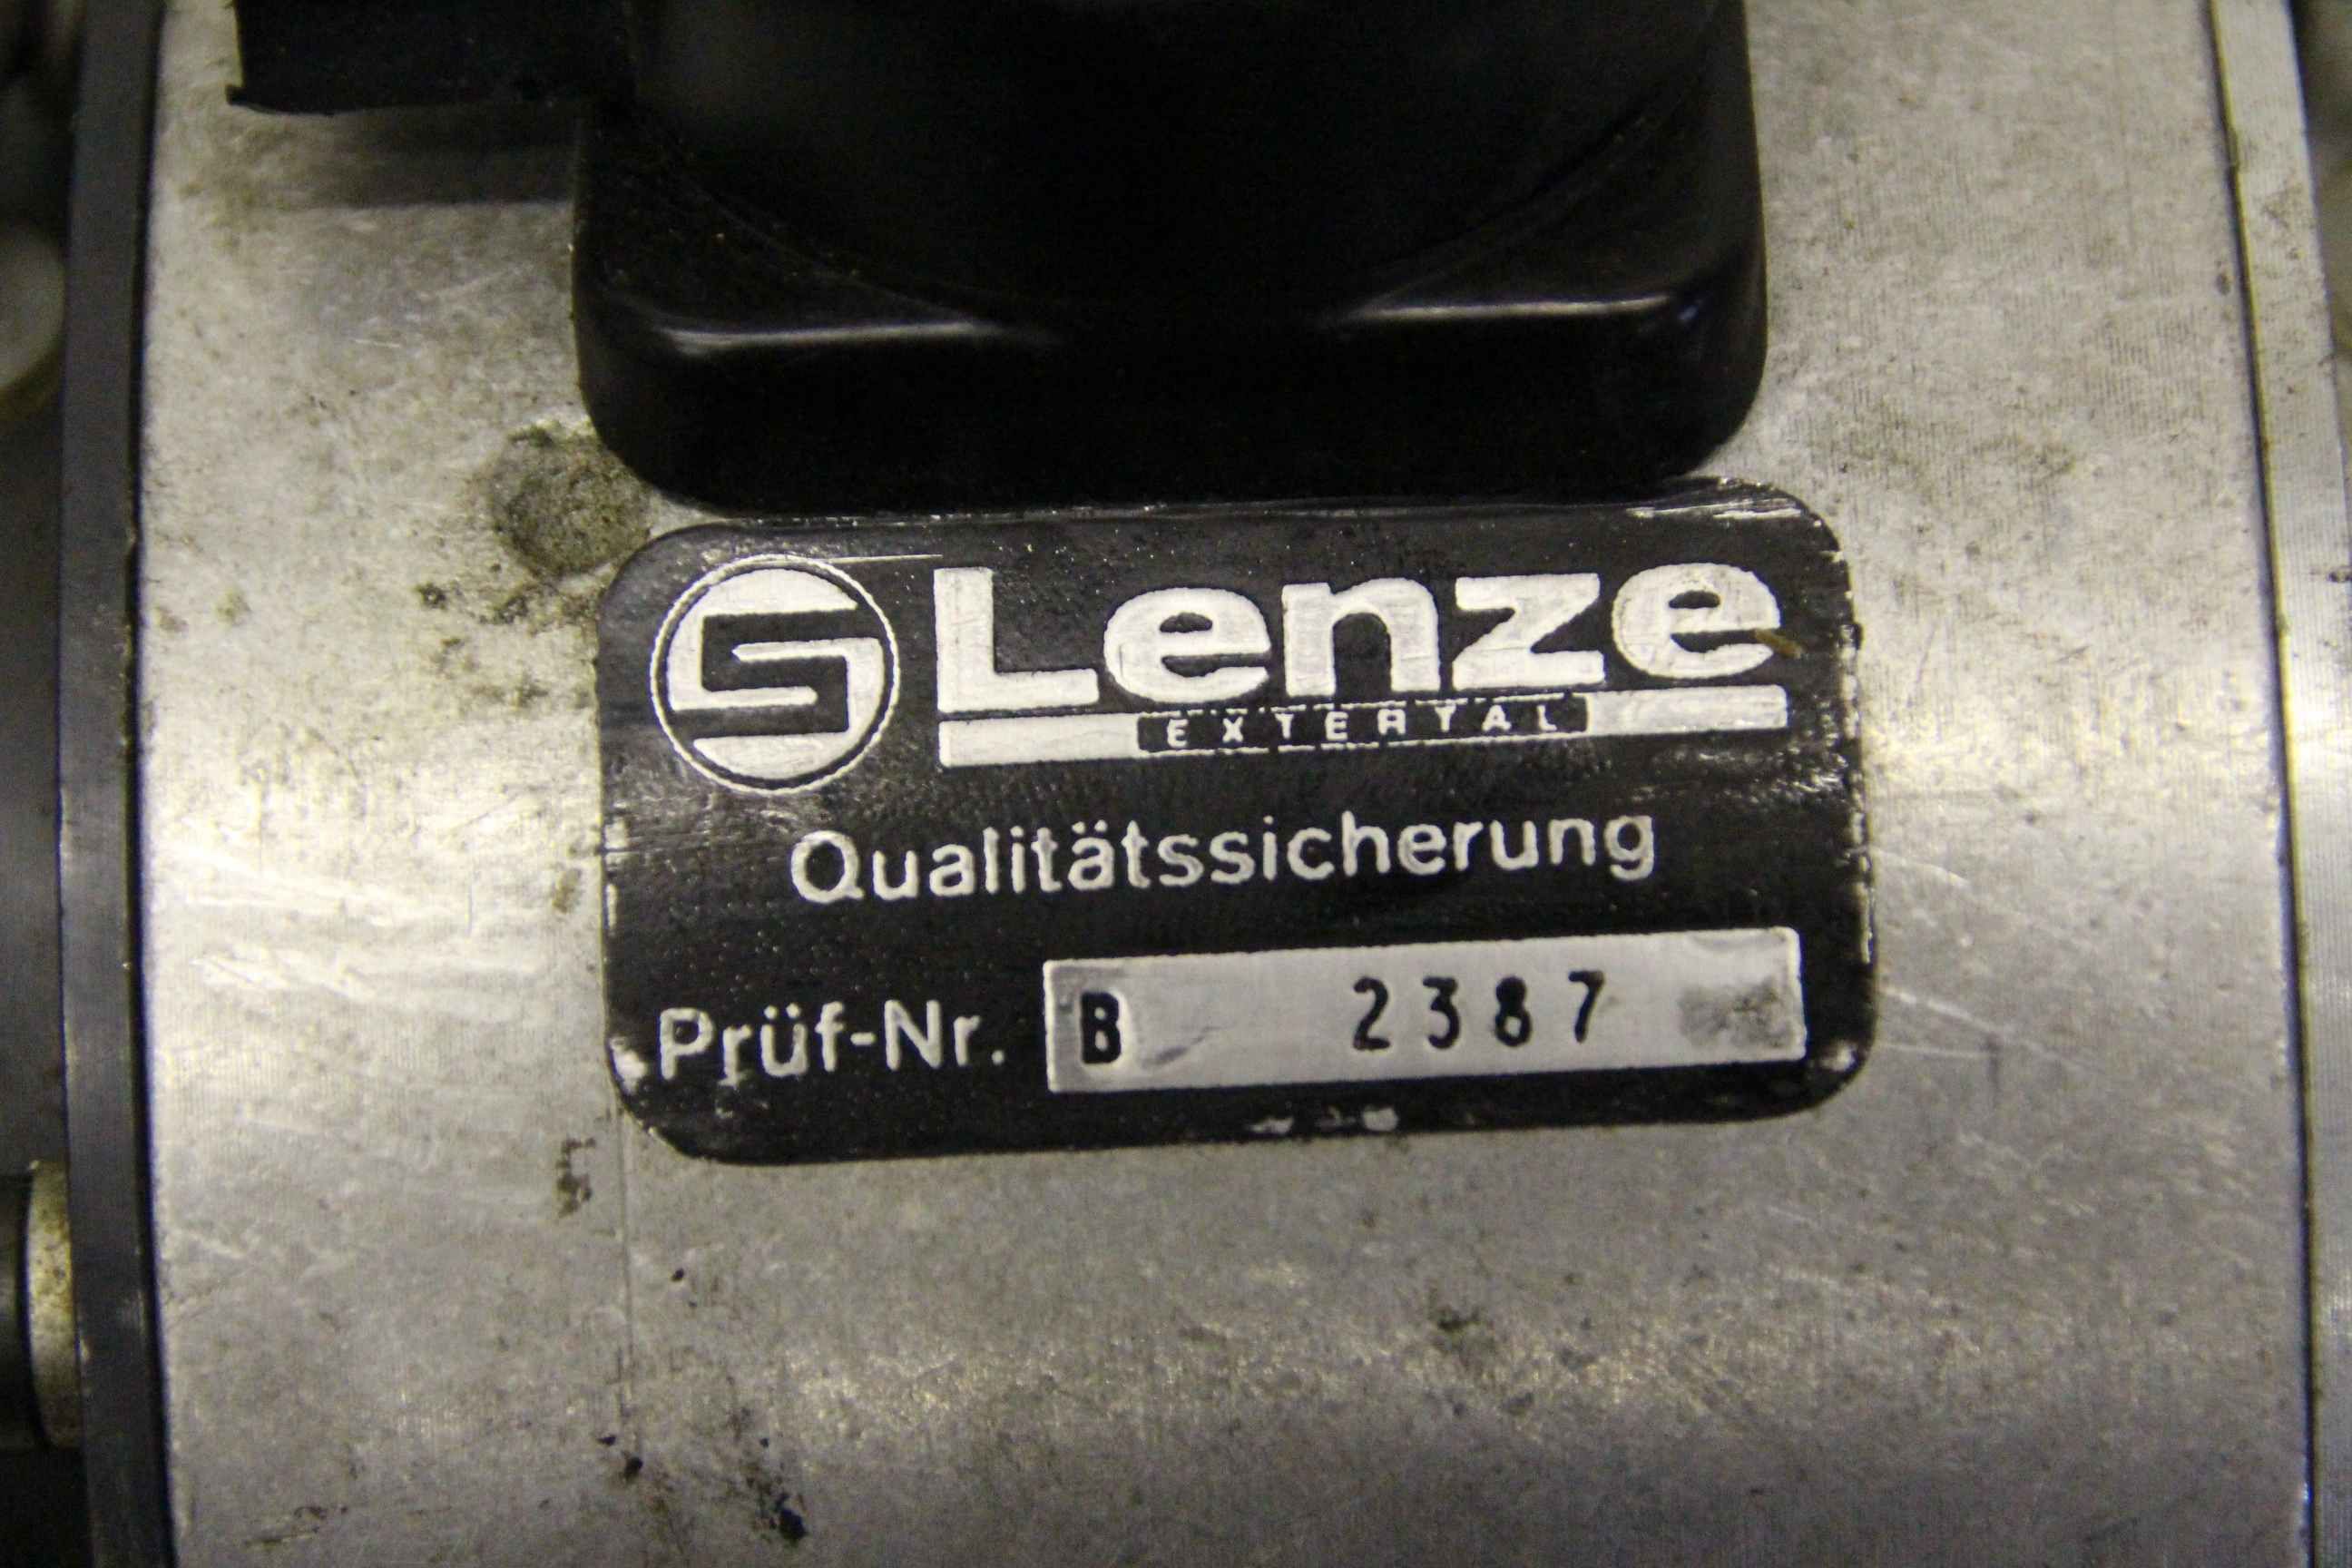 Lenze
EXTERTAL
Qualitätssicherung
Prüf-Nr. B 2387